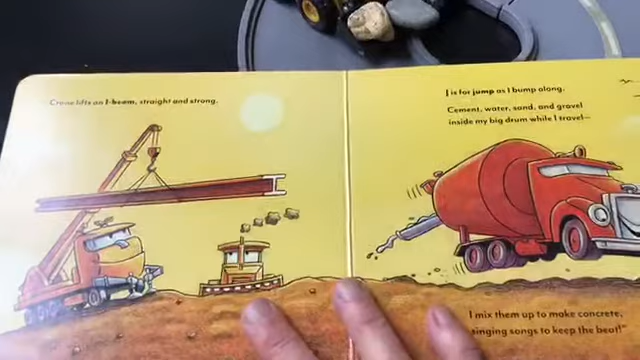 Crane lifts an I-beam, straight and strong.
J is for jump as I bump along.
Cement, water, sand, and gravel
inside my big drum while I travel—
I mix them up to make concrete,
singing songs to keep the beat!"